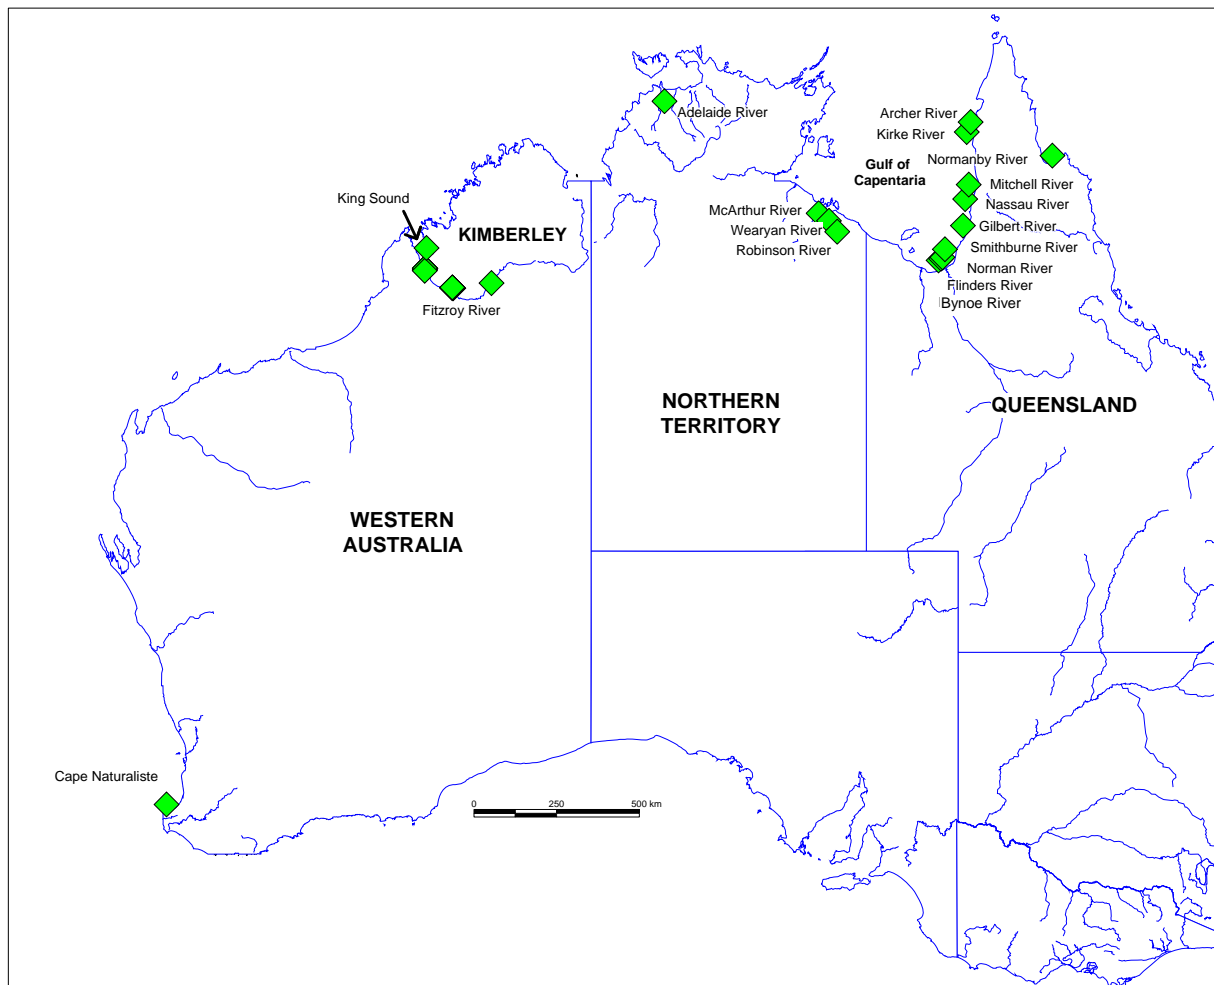 Adelaide River
Archer River
Kirke River
Gulf of
Capentaria
Normanby River
Mitchell River
Nassau River
King Sound
McArthur River
Wearyan River
Robinson River
Gilbert River
KIMBERLEY
Smithburne River
Norman River
Flinders River
Bynoe River
Fitzroy River
NORTHERN
TERRITORY
QUEENSLAND
WESTERN
AUSTRALIA
Cape Naturaliste
0 250 500 km